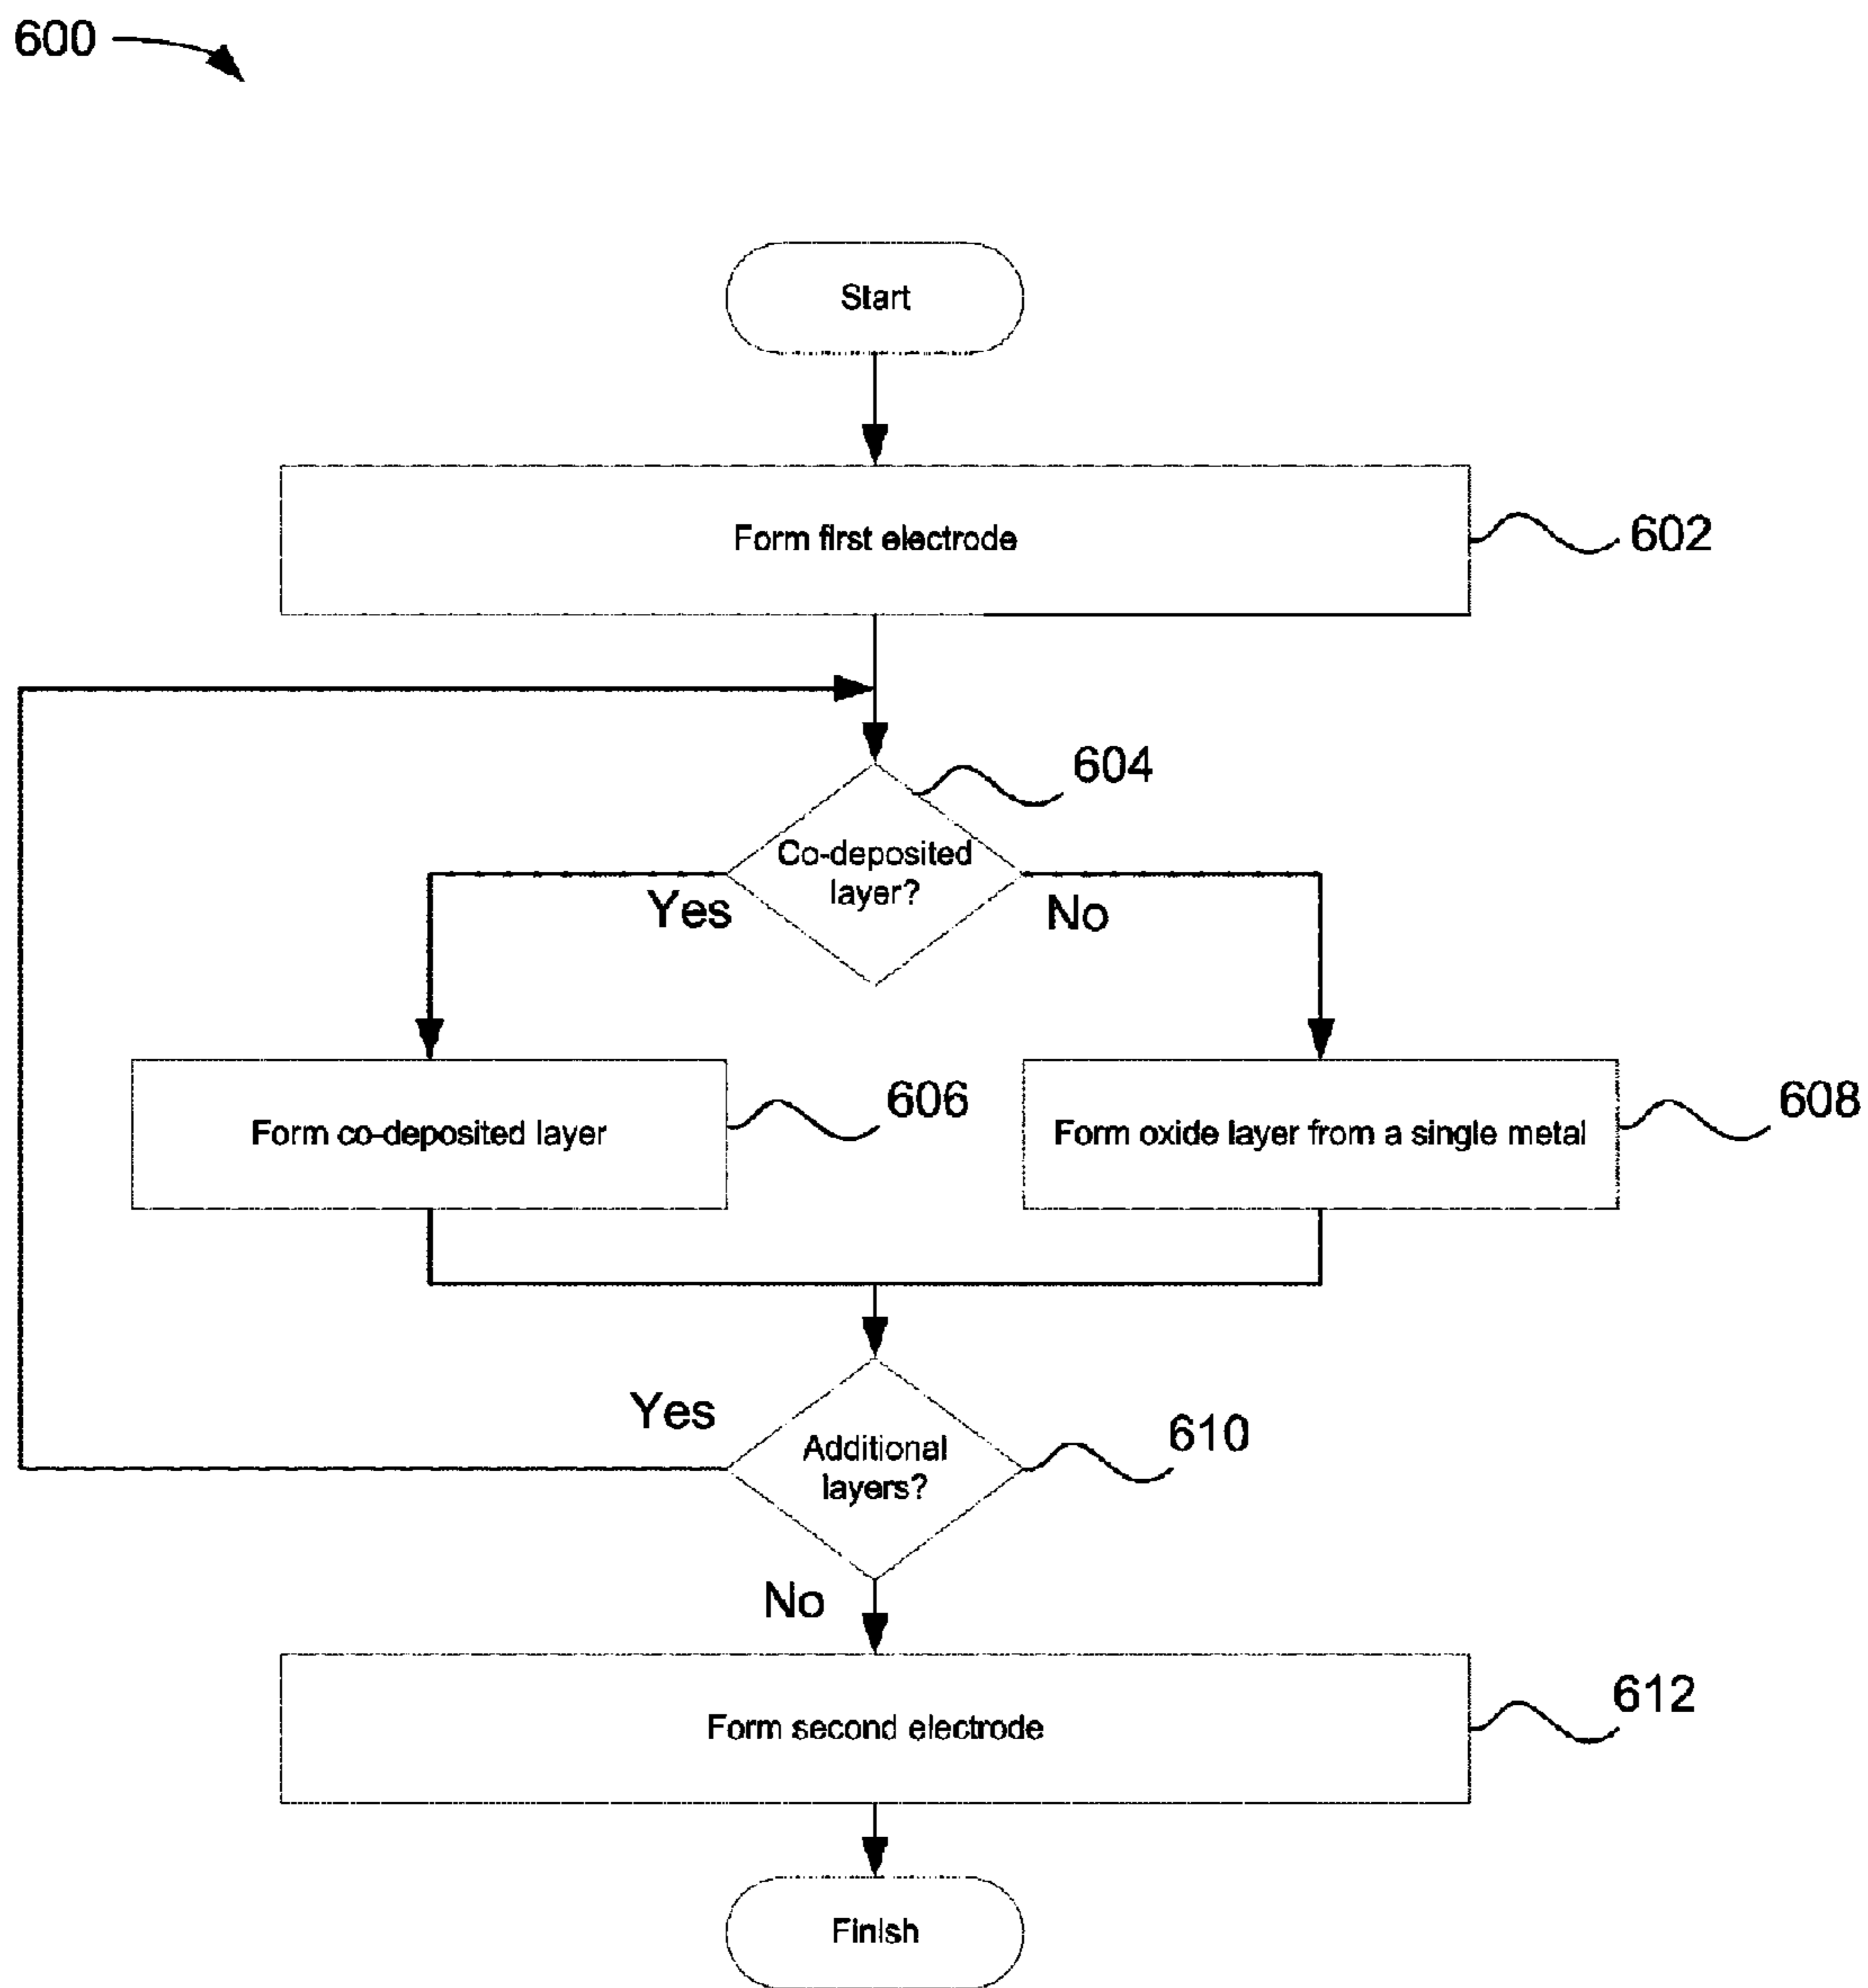 600
Start
Form first electrode
602
604
Co-deposited
layer?
Yes
No
Form co-deposited layer
606
Form oxide layer from a single metal
608
Yes
Additional
layers?
610
No
Form second electrode
612
Finish